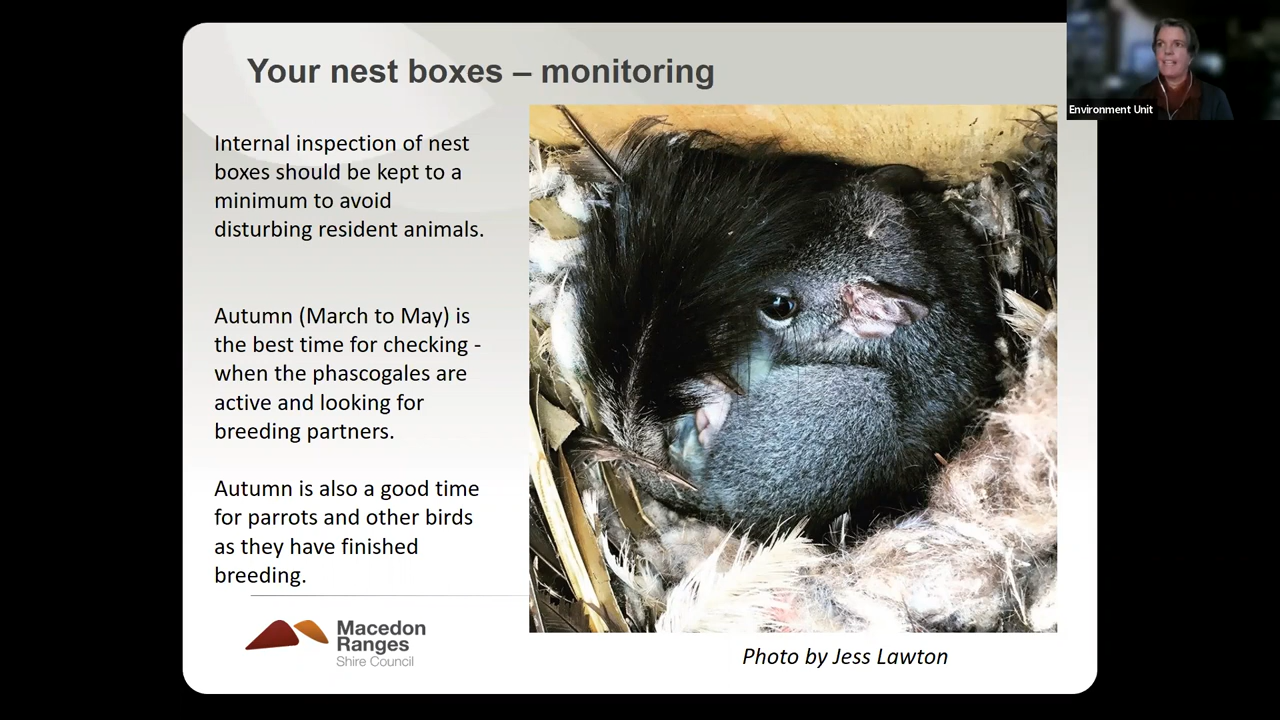 Your nest boxes – monitoring
Environment Unit
Internal inspection of nest
boxes should be kept to a
minimum to avoid
disturbing resident animals.
Autumn (March to May) is
the best time for checking -
when the phascogales are
active and looking for
breeding partners.
Autumn is also a good time
for parrots and other birds
as they have finished
breeding.
Macedon
Ranges
Shire Council
Photo by Jess Lawton